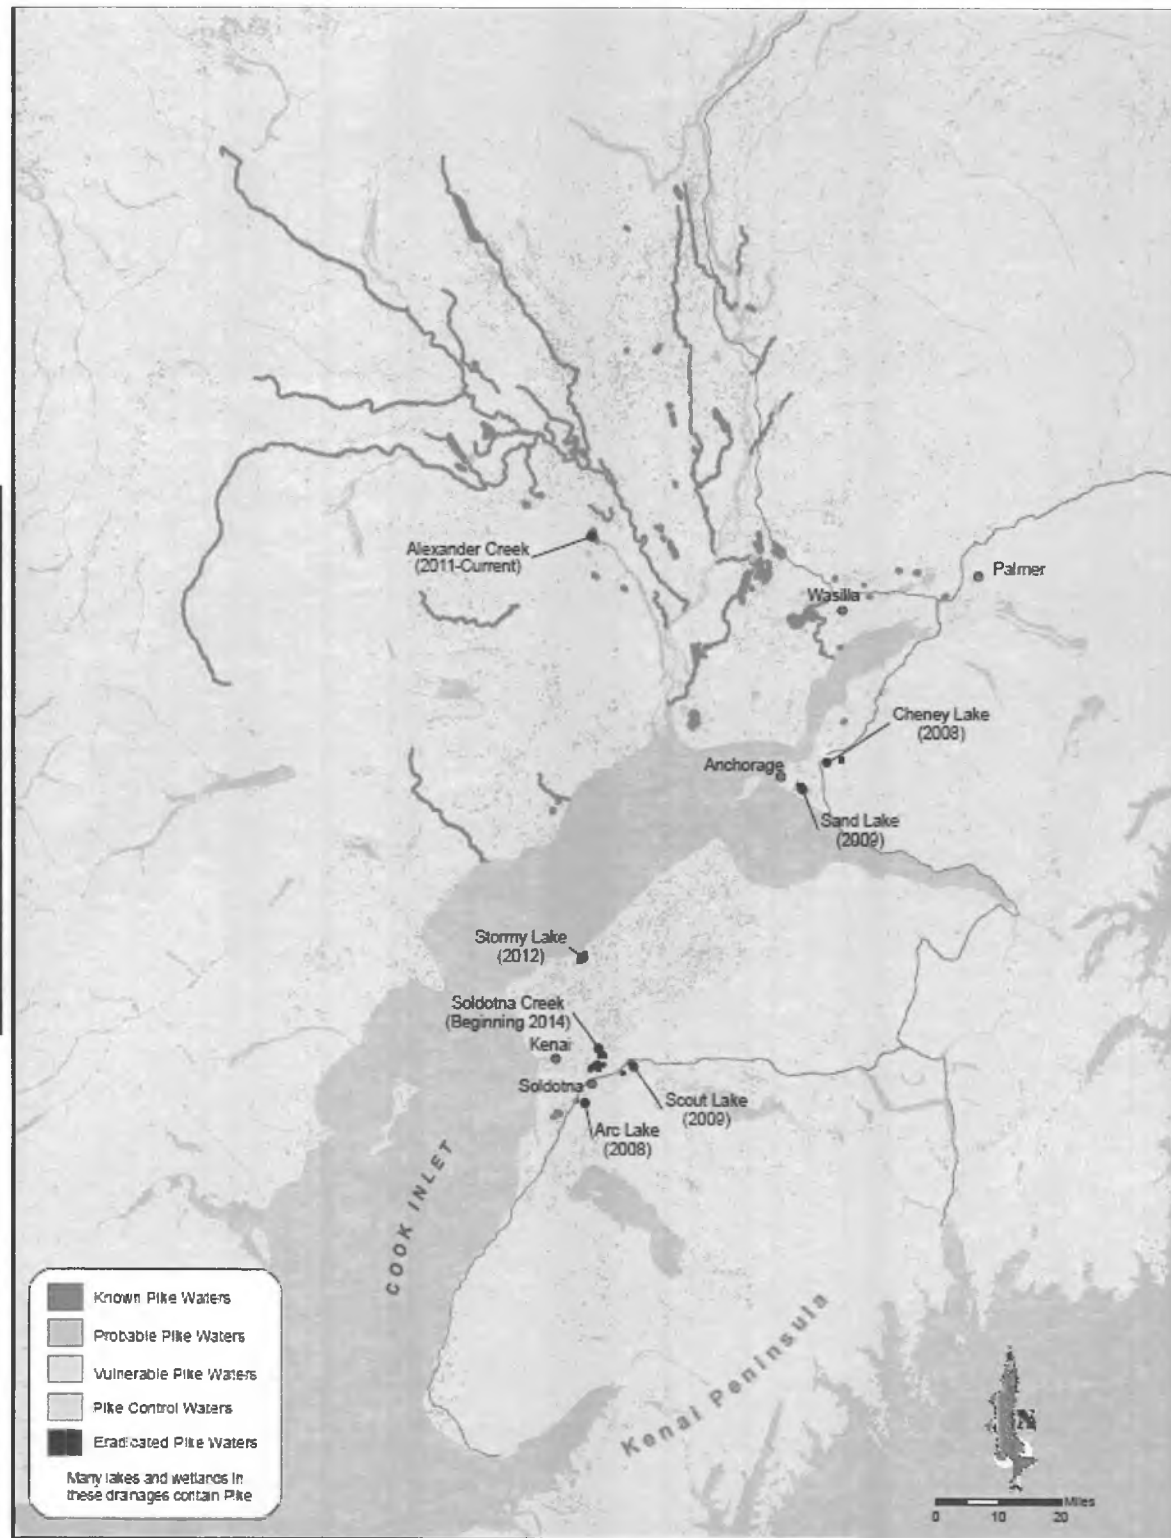 Alexander Creek
(2011-Current)
Palmer
Wasilla
Cheney Lake
(2008)
Anchorage
Sand Lake
(2009)
Stormy Lake
(2012)
Soldotna Creek
(Beginning 2014)
Kenai
Soldotna
Scout Lake
(2009)
Arc Lake
(2008)
COOK INLET
Kenai Peninsula
Known Pike Waters
Probable Pike Waters
Vulnerable Pike Waters
Pike Control Waters
Eradicated Pike Waters
Many lakes and wetlands in
these drainages contain Pike
Miles
0 10 20